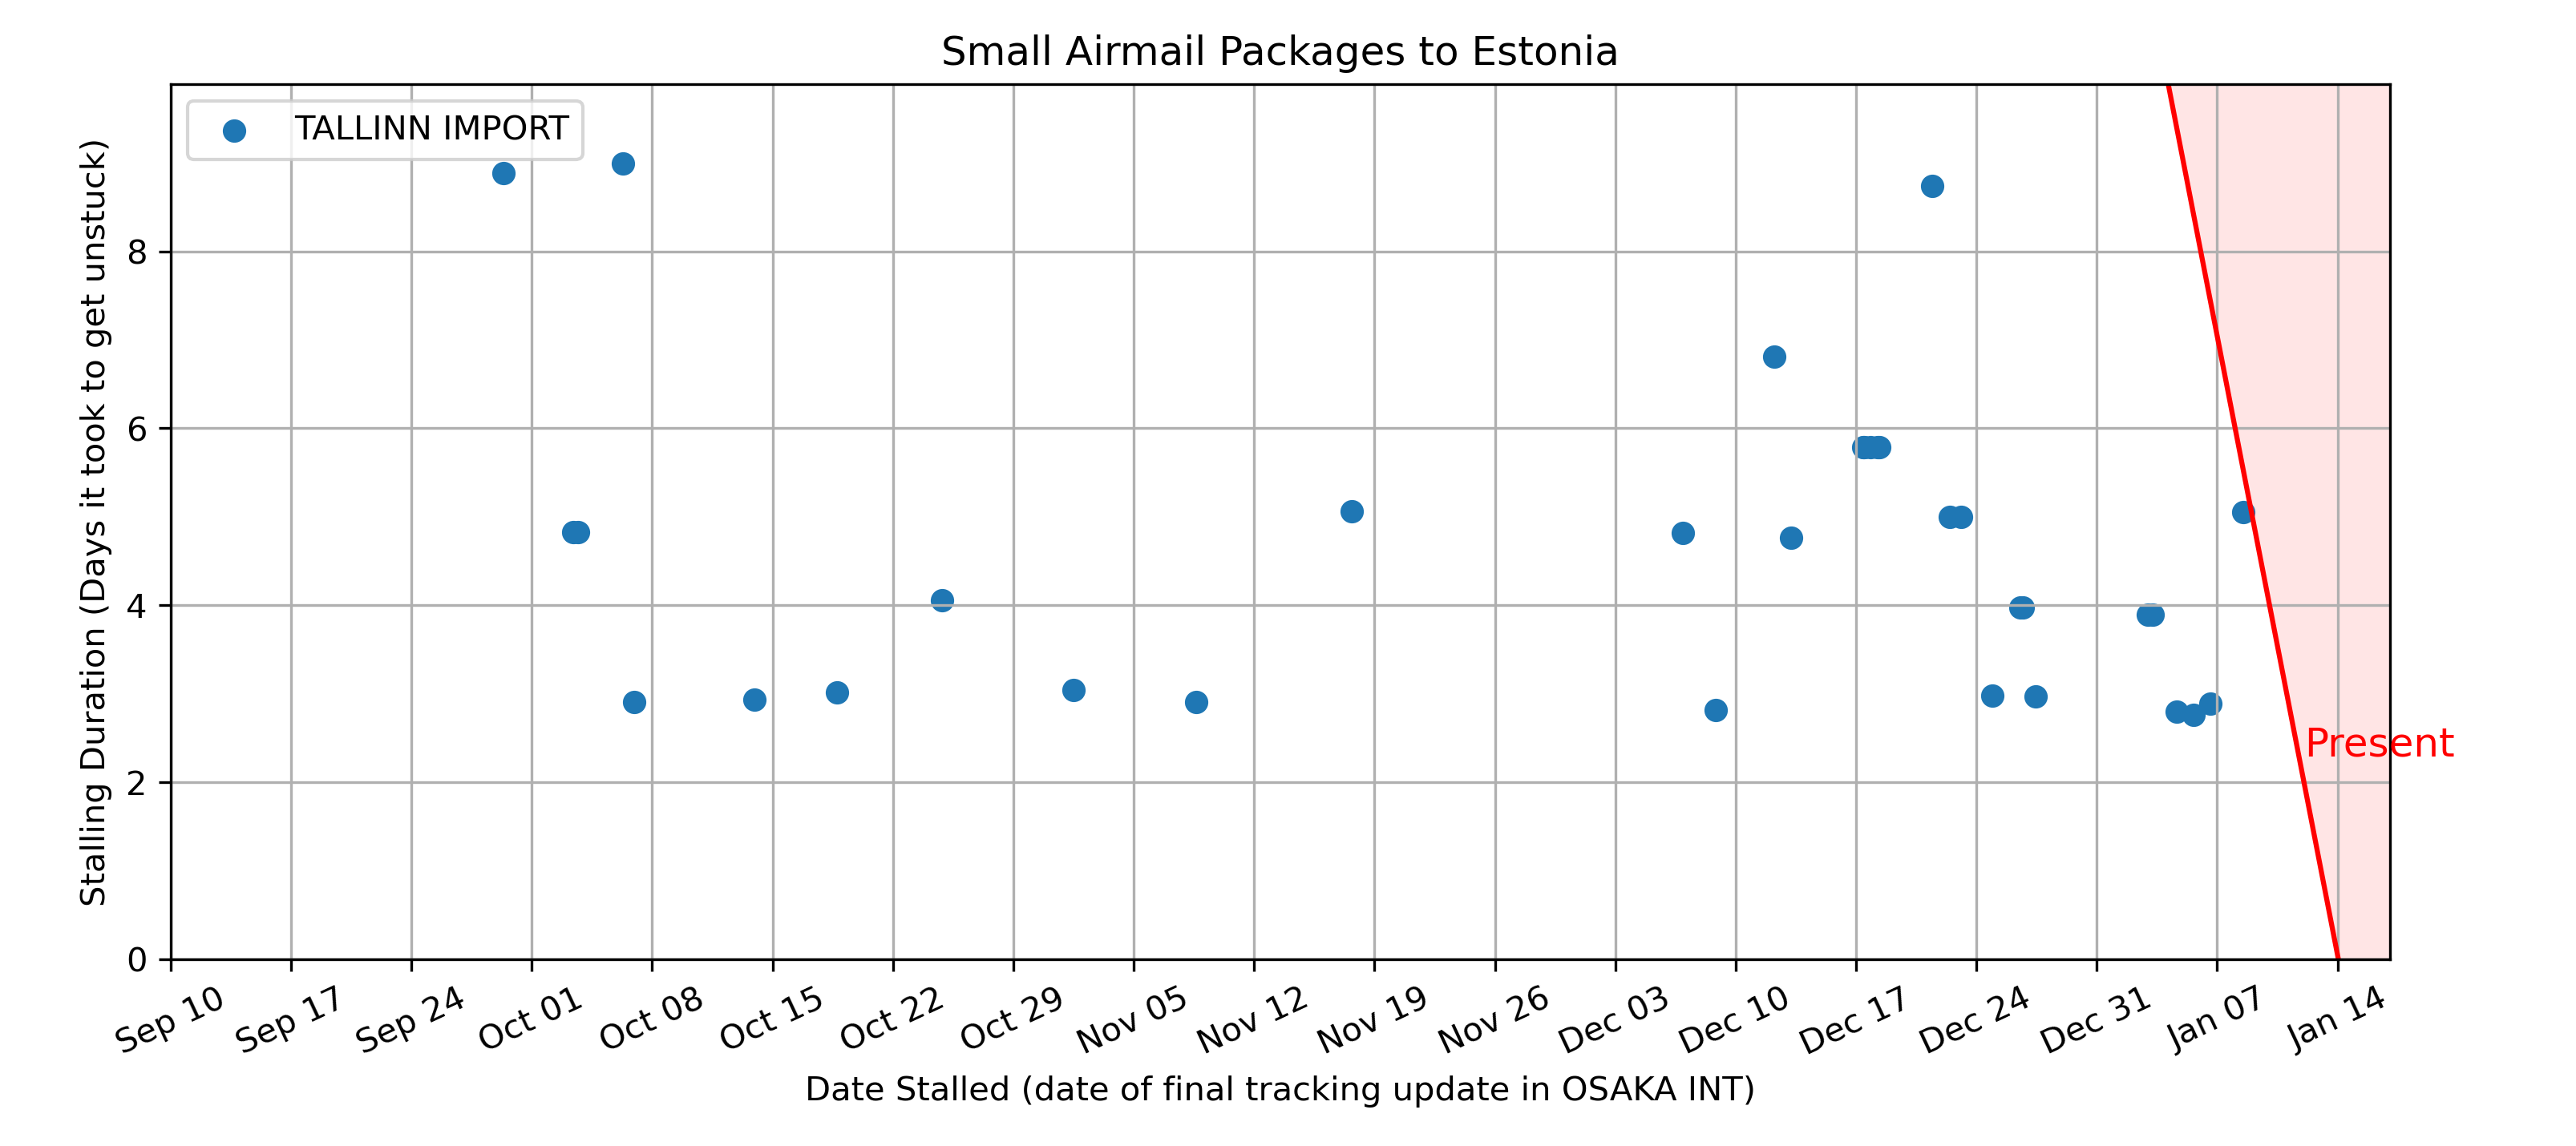 Small Airmail Packages to Estonia
TALLINN IMPORT
Stalling Duration (Days it took to get unstuck)
8
6
4
2
0
Present
Sep 10 Sep 17 Sep 24 Oct 01 Oct 08 Oct 15 Oct 22 Oct 29 Nov 05 Nov 12 Nov 19 Nov 26 Dec 03 Dec 10 Dec 17 Dec 24 Dec 31 Jan 07 Jan 14
Date Stalled (date of final tracking update in OSAKA INT)